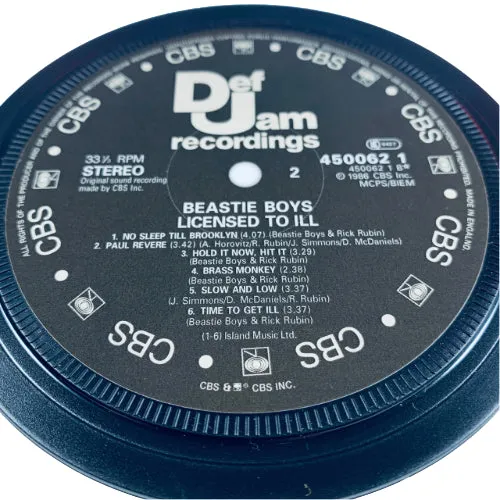 Def
Jam
recordings
33⅓ RPM
STEREO
Original sound recording
made by CBS Inc.
2
450062 1
450062 1 B
℗ 1986 CBS Inc.
MCPS/BIEM
BEASTIE BOYS
LICENSED TO ILL
1. NO SLEEP TILL BROOKLYN (4.07) (Beastie Boys & Rick Rubin)
2. PAUL REVERE (3.42) (A. Horovitz/R. Rubin/J. Simmons/D. McDaniels)
3. HOLD IT NOW, HIT IT (3.29)
(Beastie Boys & Rick Rubin)
4. BRASS MONKEY (2.38)
(Beastie Boys & Rick Rubin)
5. SLOW AND LOW (3.37)
(J. Simmons/D. McDaniels/R. Rubin)
6. TIME TO GET ILL (3.37)
(Beastie Boys & Rick Rubin)
(1-6) Island Music Ltd.
CBS & CBS INC.
CBS
CBS
CBS
CBS
CBS
CBS
CBS
CBS
ALL RIGHTS OF THE PRODUCER AND OF THE
PROHIBITED. MADE IN ENGLAND.